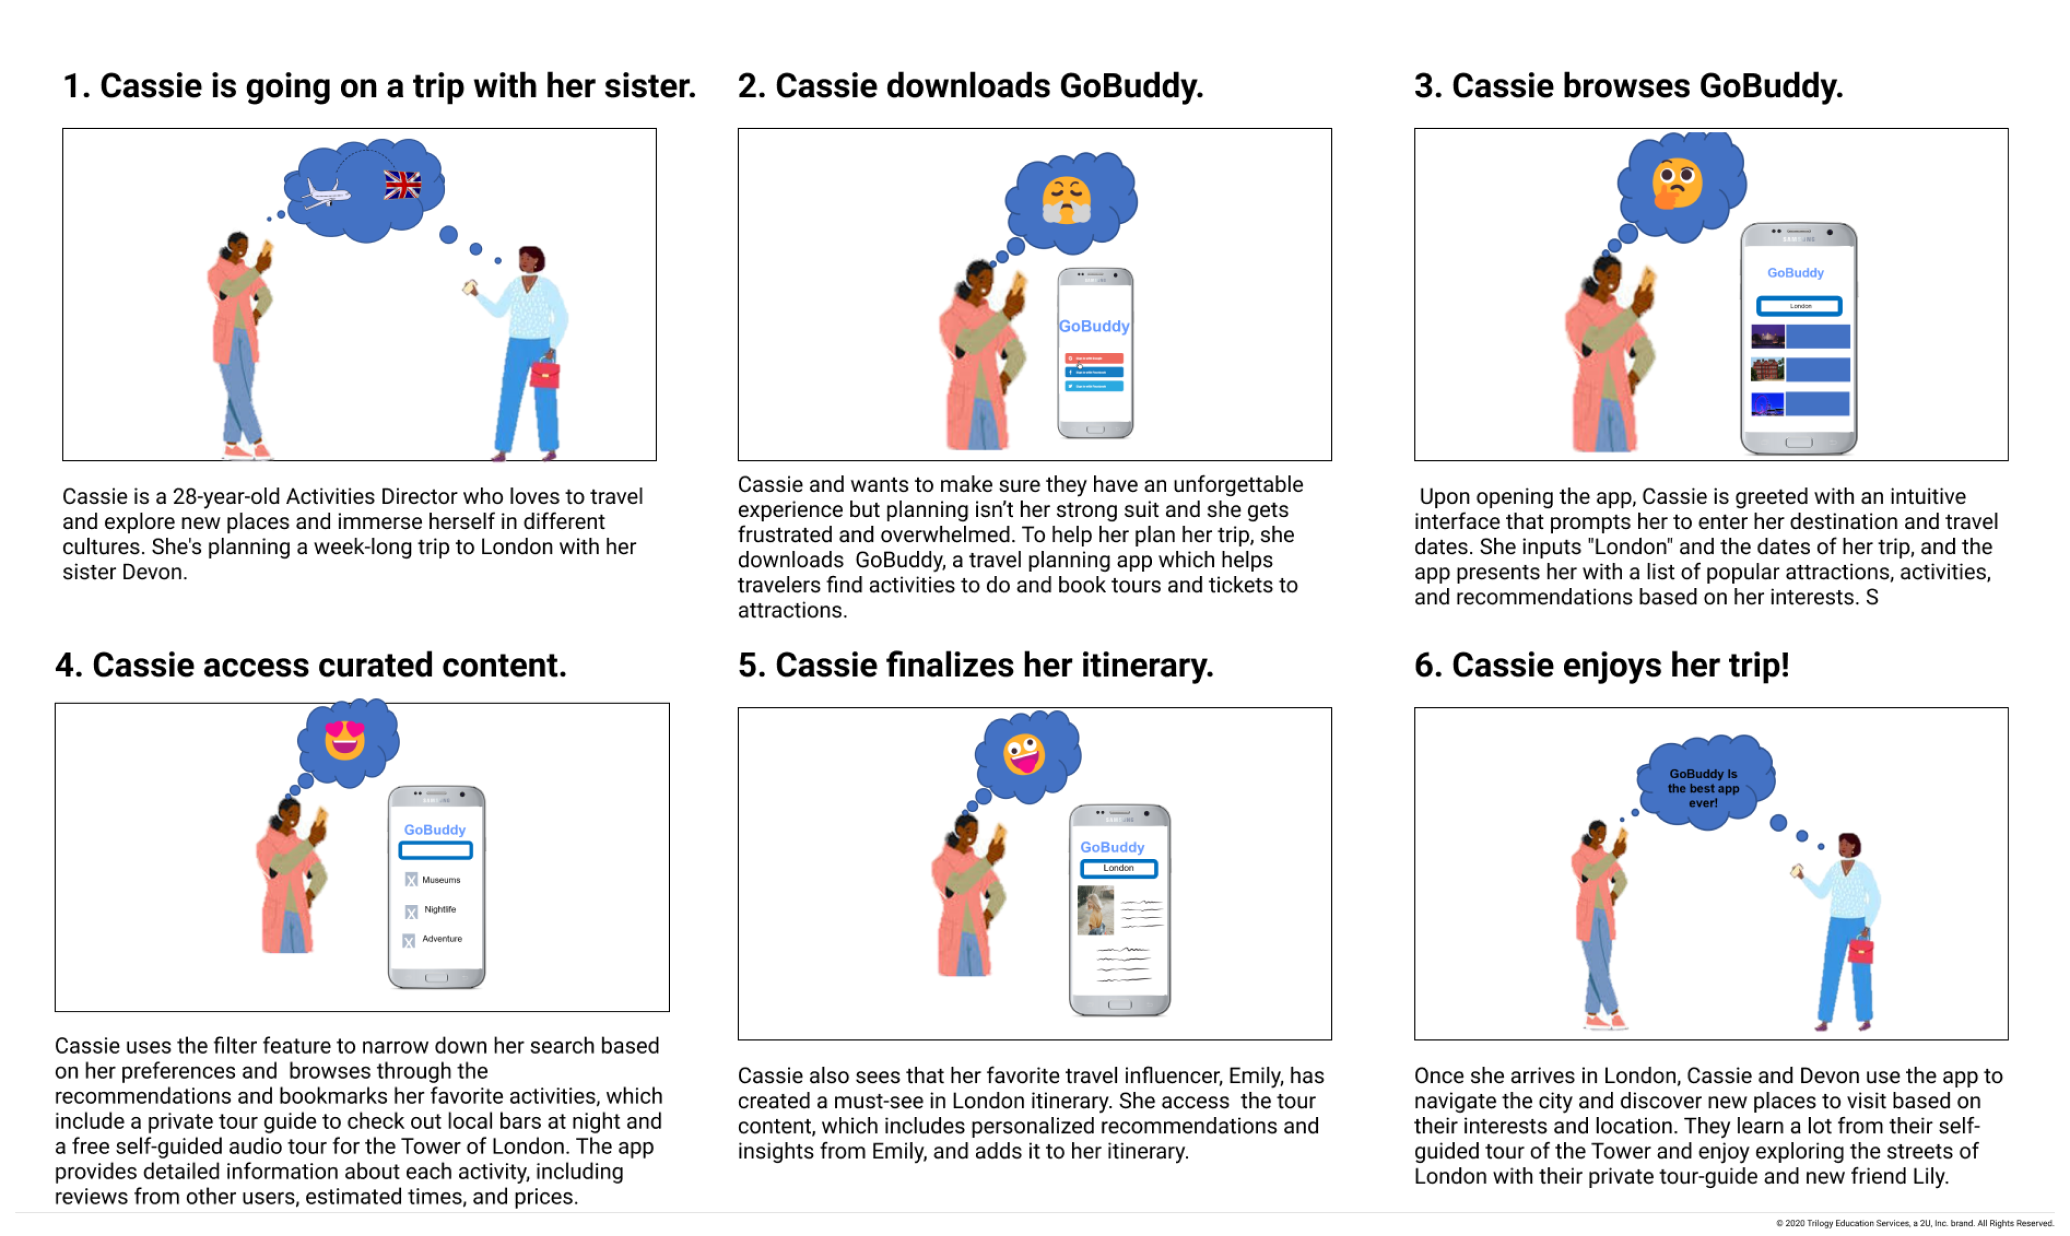 1. Cassie is going on a trip with her sister.
Cassie is a 28-year-old Activities Director who loves to travel
and explore new places and immerse herself in different
cultures. She's planning a week-long trip to London with her
sister Devon.
2. Cassie downloads GoBuddy.
GoBuddy
Cassie and wants to make sure they have an unforgettable
experience but planning isn't her strong suit and she gets
frustrated and overwhelmed. To help her plan her trip, she
downloads  GoBuddy, a travel planning app which helps
travelers find activities to do and book tours and tickets to
attractions.
3. Cassie browses GoBuddy.
SAMSUNG
GoBuddy
London
Upon opening the app, Cassie is greeted with an intuitive
interface that prompts her to enter her destination and travel
dates. She inputs "London" and the dates of her trip, and the
app presents her with a list of popular attractions, activities,
and recommendations based on her interests. S
4. Cassie access curated content.
GoBuddy
X Museums
X Nightlife
X Adventure
Cassie uses the filter feature to narrow down her search based
on her preferences and  browses through the
recommendations and bookmarks her favorite activities, which
include a private tour guide to check out local bars at night and
a free self-guided audio tour for the Tower of London. The app
provides detailed information about each activity, including
reviews from other users, estimated times, and prices.
5. Cassie finalizes her itinerary.
GoBuddy
London
Cassie also sees that her favorite travel influencer, Emily, has
created a must-see in London itinerary. She access  the tour
content, which includes personalized recommendations and
insights from Emily, and adds it to her itinerary.
6. Cassie enjoys her trip!
GoBuddy Is
the best app
ever!
Once she arrives in London, Cassie and Devon use the app to
navigate the city and discover new places to visit based on
their interests and location. They learn a lot from their self-
guided tour of the Tower and enjoy exploring the streets of
London with their private tour-guide and new friend Lily.
© 2020 Trilogy Education Services, a 2U, Inc. brand. All Rights Reserved.